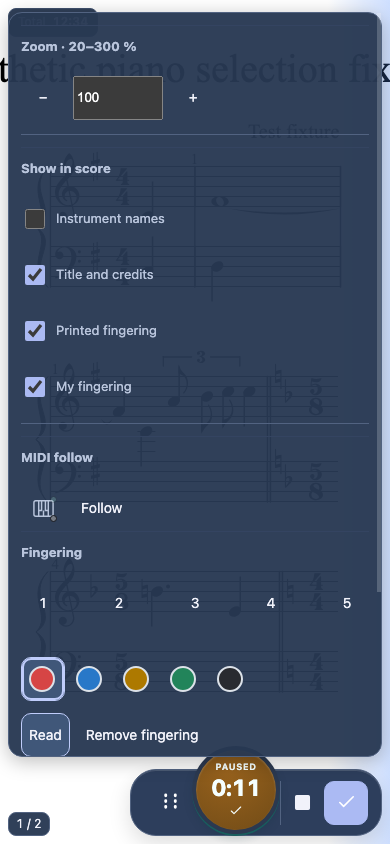 thetic piano selection fix
Zoom · 20–300 %
− 100 +
Test fixture
Show in score
Instrument names
Title and credits
Printed fingering
3
My fingering
MIDI follow
Follow
Fingering
1 2 3 4 5
Read Remove fingering
PAUSED
0:11
1 / 2